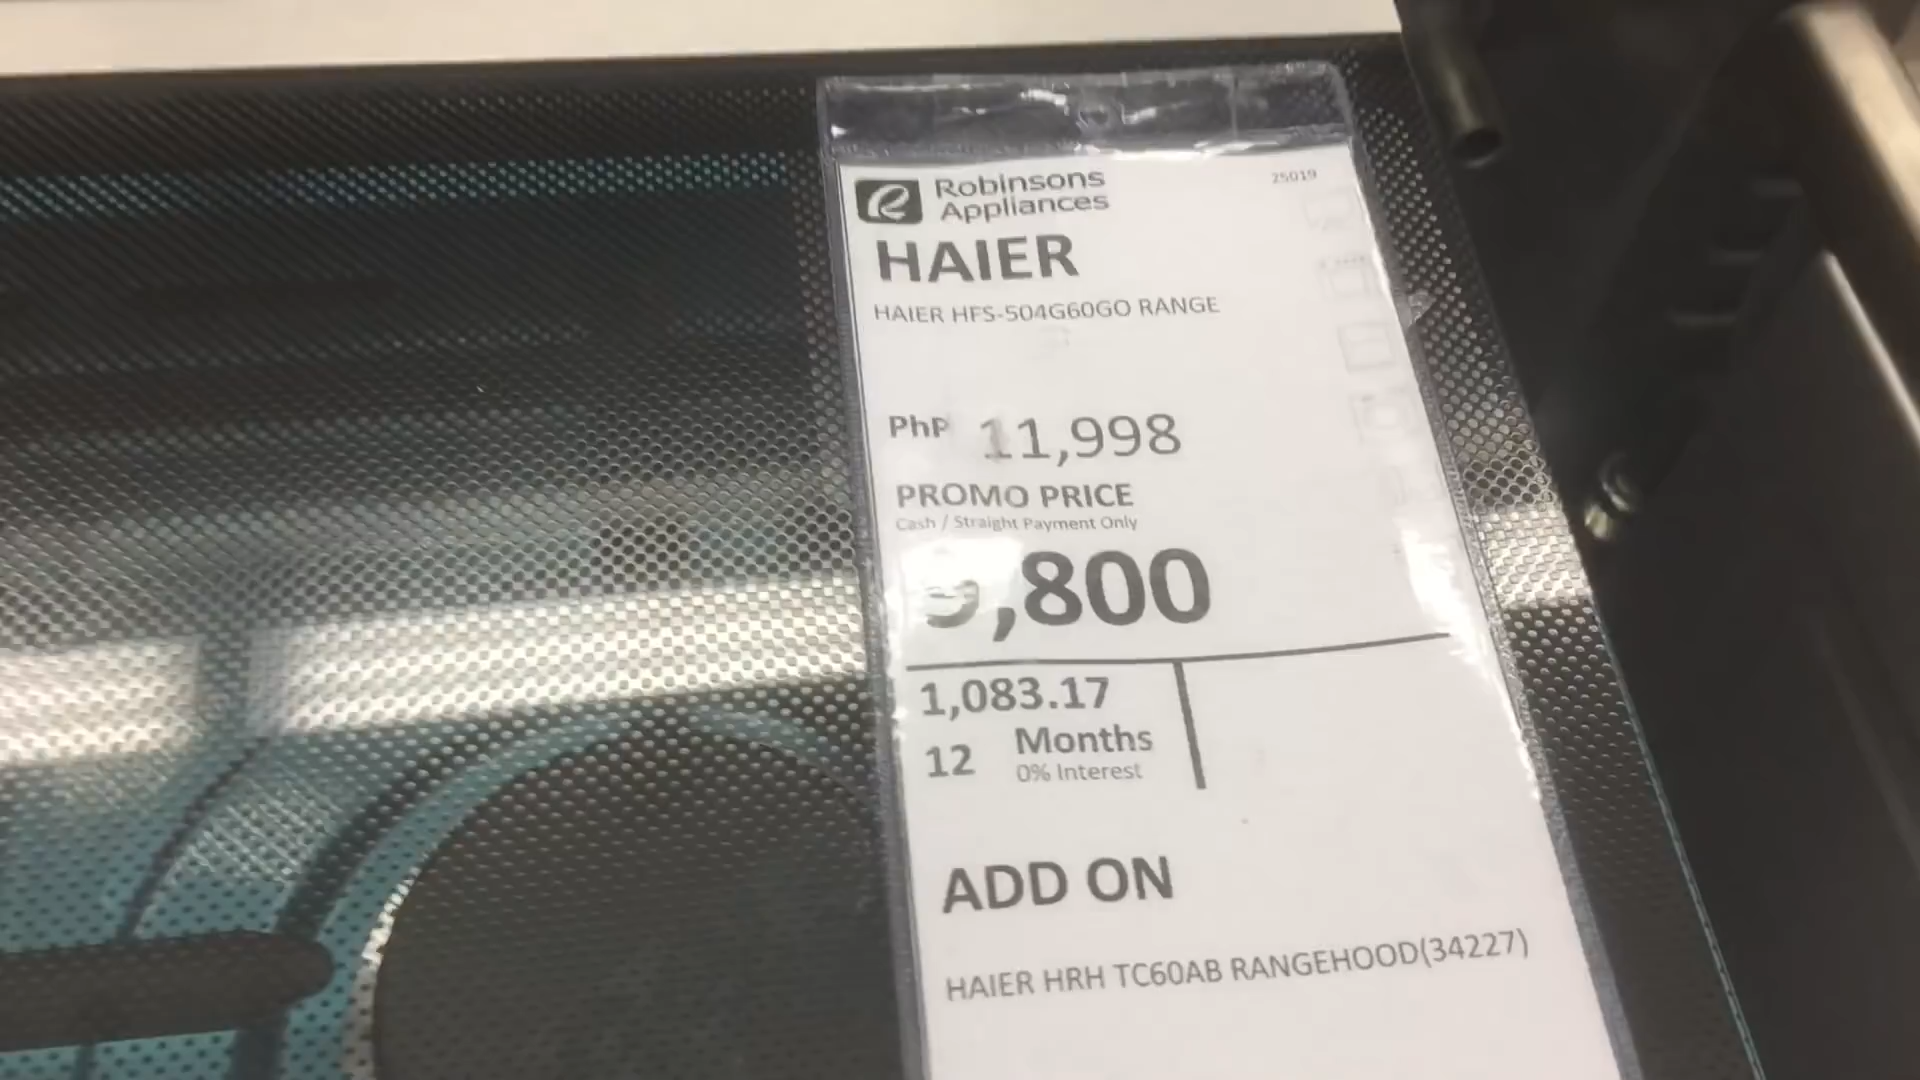 Robinsons
Appliances
25019
HAIER
HAIER HFS-504G60GO RANGE
PhP 11,998
PROMO PRICE
Cash / Straight Payment Only
9,800
1,083.17
12 Months
0% Interest
ADD ON
HAIER HRH TC60AB RANGEHOOD(34227)